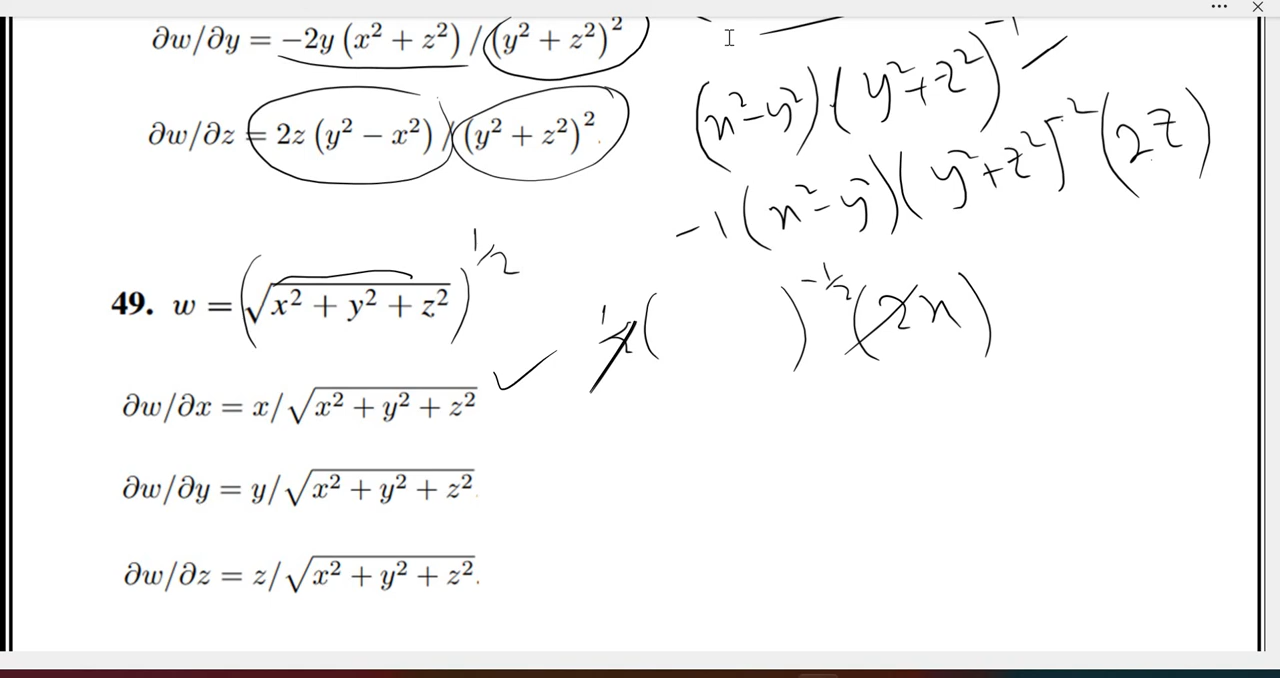 ∂w/∂y = −2y (x² + z²) / (y² + z²)²
∂w/∂z = 2z (y² − x²) / (y² + z²)².
(x² − y²)(y² + z²)⁻¹
−1(x² − y²)(y² + z²)⁻²(2z)
49. w = (√x² + y² + z²)^1/2
1/2( )^−1/2 (2x)
∂w/∂x = x/√x² + y² + z²
∂w/∂y = y/√x² + y² + z²
∂w/∂z = z/√x² + y² + z².